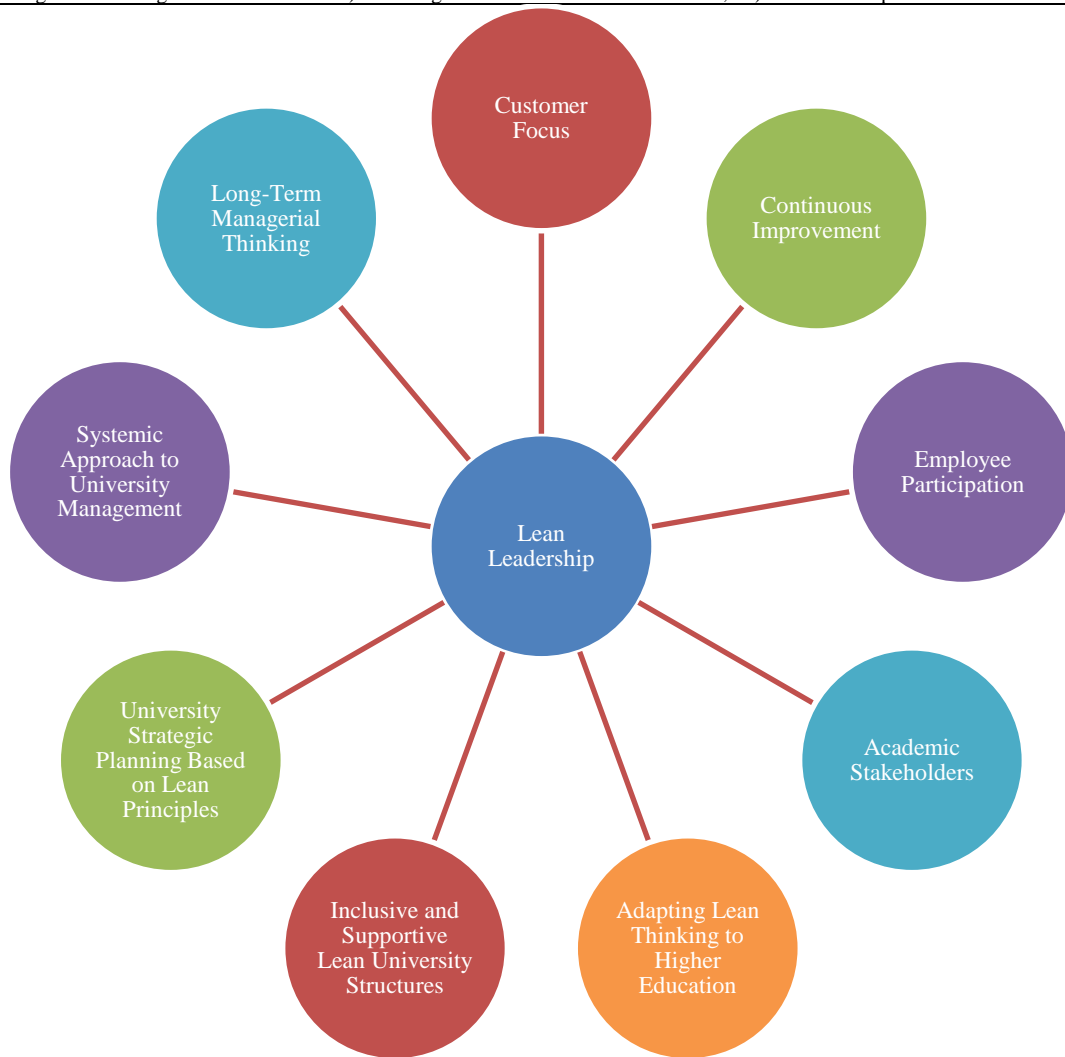 Customer
Focus
Continuous
Improvement
Employee
Participation
Academic
Stakeholders
Adapting Lean
Thinking to
Higher
Education
Inclusive and
Supportive
Lean University
Structures
University
Strategic
Planning Based
on Lean
Principles
Systemic
Approach to
University
Management
Long-Term
Managerial
Thinking
Lean
Leadership